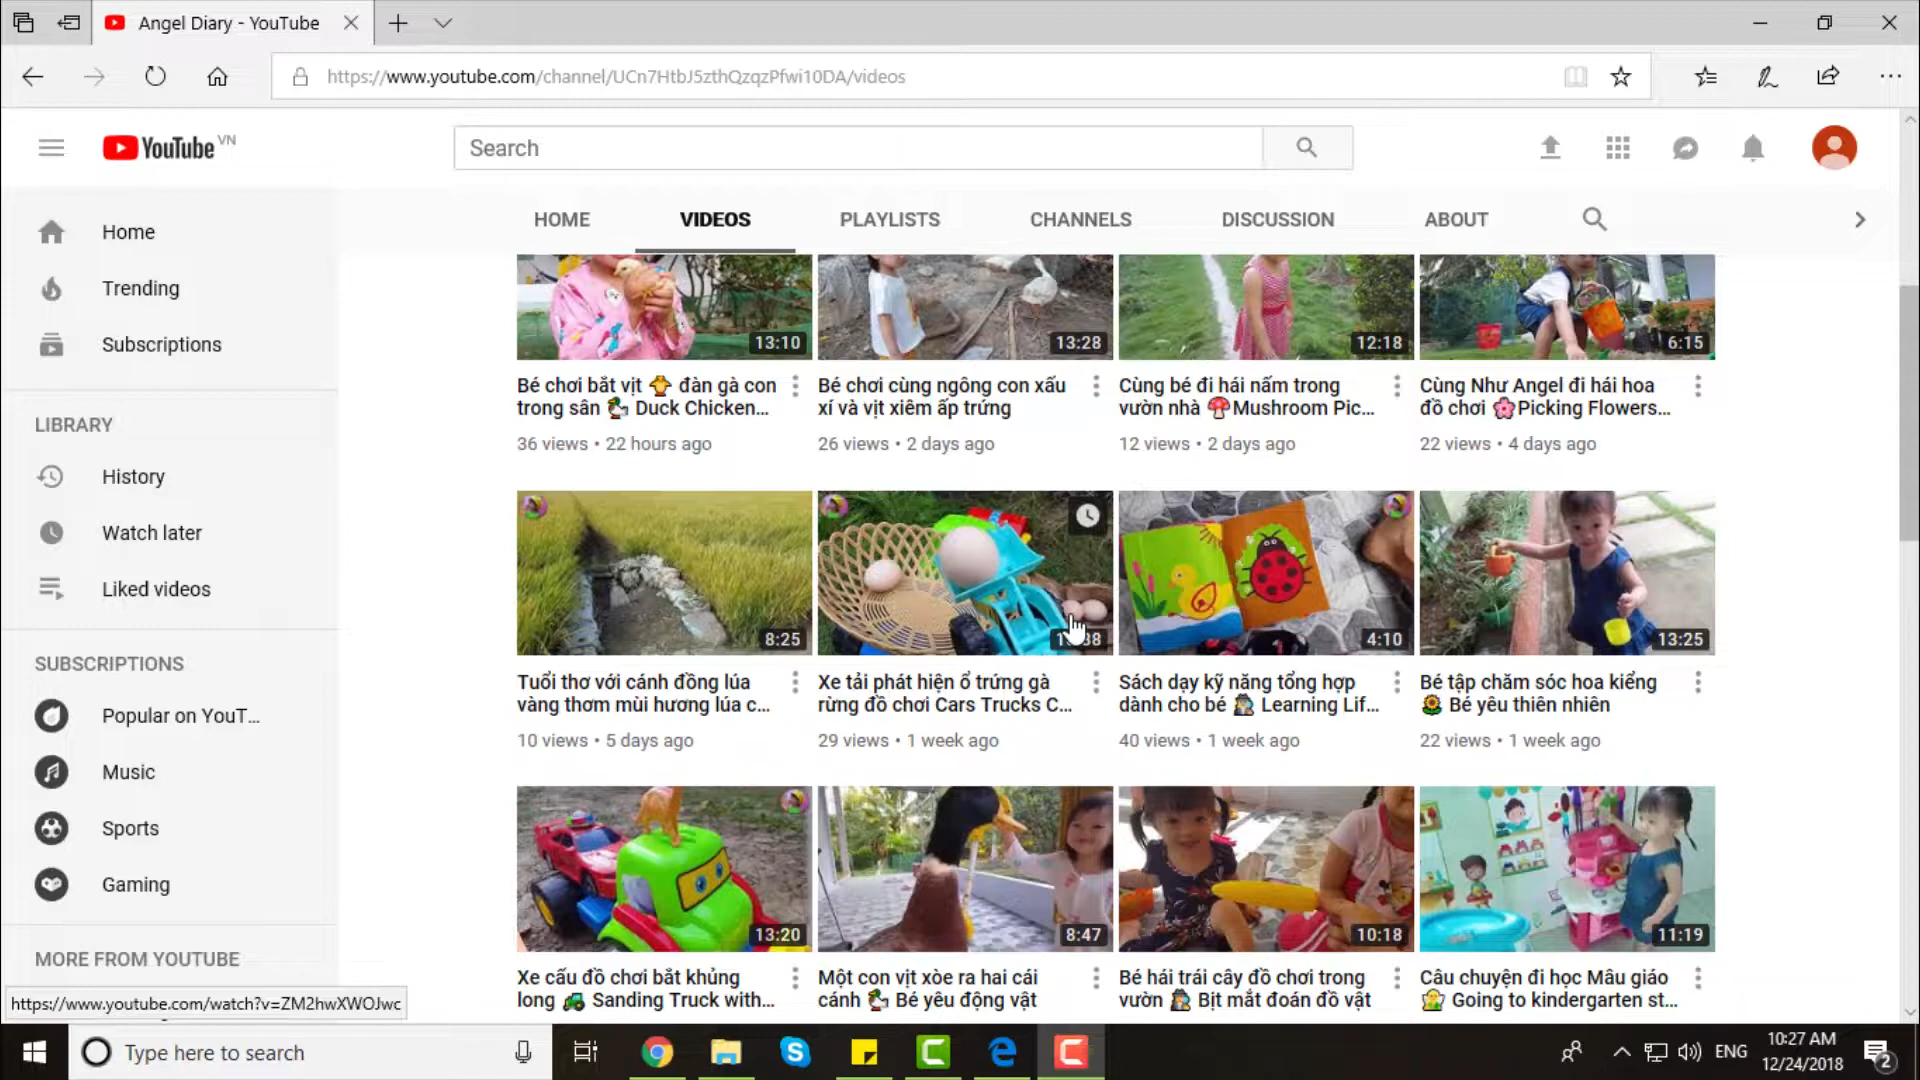 Angel Diary - YouTube
https://www.youtube.com/channel/UCn7HtbJ5zthQzqzPfwi10DA/videos
YouTube VN
Search
HOME VIDEOS PLAYLISTS CHANNELS DISCUSSION ABOUT
Home
Trending
Subscriptions
LIBRARY
History
Watch later
Liked videos
SUBSCRIPTIONS
Popular on YouT...
Music
Sports
Gaming
MORE FROM YOUTUBE
13:10
Bé chơi bắt vịt 🐥 đàn gà con
trong sân 🦆 Duck Chicken...
36 views • 22 hours ago
13:28
Bé chơi cùng ngông con xấu
xí và vịt xiêm ấp trứng
26 views • 2 days ago
12:18
Cùng bé đi hái nấm trong
vườn nhà 🍄Mushroom Pic...
12 views • 2 days ago
6:15
Cùng Như Angel đi hái hoa
đồ chơi 🌸Picking Flowers...
22 views • 4 days ago
8:25
Tuổi thơ với cánh đồng lúa
vàng thơm mùi hương lúa c...
10 views • 5 days ago
Xe tải phát hiện ổ trứng gà
rừng đồ chơi Cars Trucks C...
29 views • 1 week ago
4:10
Sách dạy kỹ năng tổng hợp
dành cho bé Learning Lif...
40 views • 1 week ago
13:25
Bé tập chăm sóc hoa kiểng
🌻 Bé yêu thiên nhiên
22 views • 1 week ago
13:20
Xe cẩu đồ chơi bắt khủng
long 🚜 Sanding Truck with...
8:47
Một con vịt xòe ra hai cái
cánh 🦆 Bé yêu động vật
10:18
Bé hái trái cây đồ chơi trong
vườn Bịt mắt đoán đồ vật
11:19
Câu chuyện đi học Mẫu giáo
Going to kindergarten st...
https://www.youtube.com/watch?v=ZM2hwXWOJwc
Type here to search
ENG
10:27 AM
12/24/2018
2